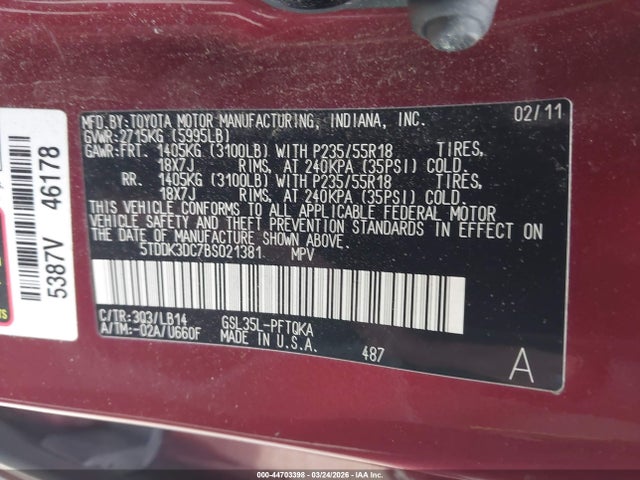 MFD.BY:TOYOTA MOTOR MANUFACTURING, INDIANA, INC. 02/11
GVWR:2715KG (5995LB)
GAWR:FRT. 1405KG (3100LB) WITH P235/55R18 TIRES,
18X7J RIMS, AT 240KPA (35PSI) COLD.
RR. 1405KG (3100LB) WITH P235/55R18 TIRES,
18X7J RIMS, AT 240KPA (35PSI) COLD.
THIS VEHICLE CONFORMS TO ALL APPLICABLE FEDERAL MOTOR
VEHICLE SAFETY AND THEFT PREVENTION STANDARDS IN EFFECT ON
THE DATE OF MANUFACTURE SHOWN ABOVE.
5TDDK3DC7BS021381 MPV
C/TR:3Q3/LB14 GSL35L-PFTQKA
A/TM:-02A/U660F MADE IN U.S.A.
487
A
5387V 46178
000-44703398 - 03/24/2026 - IAAI.COM